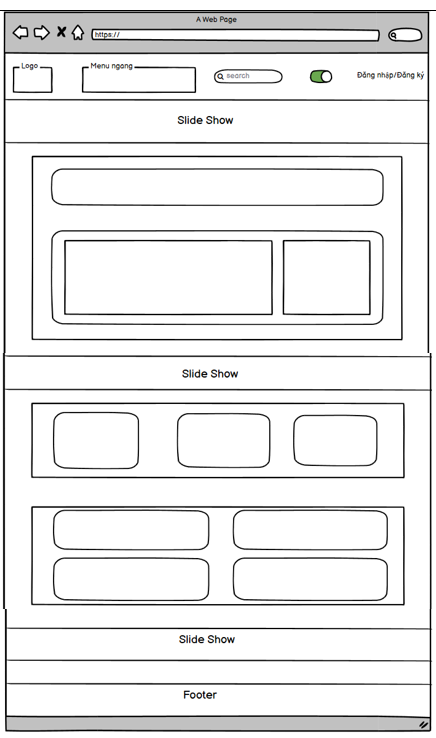 A Web Page
https://
Logo
Menu ngang
search
Đăng nhập/Đăng ký
Slide Show
Slide Show
Slide Show
Footer